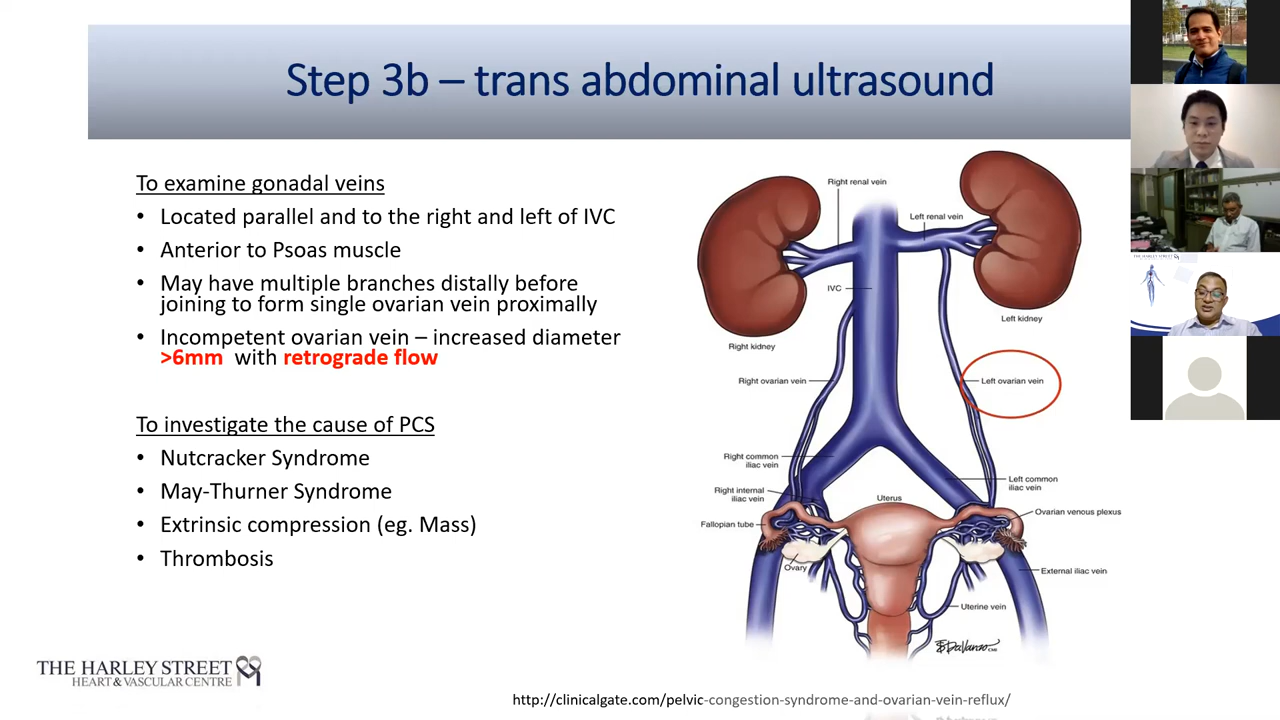 Step 3b – trans abdominal ultrasound
To examine gonadal veins
• Located parallel and to the right and left of IVC
• Anterior to Psoas muscle
• May have multiple branches distally before
joining to form single ovarian vein proximally
• Incompetent ovarian vein – increased diameter
>6mm with retrograde flow
To investigate the cause of PCS
• Nutcracker Syndrome
• May-Thurner Syndrome
• Extrinsic compression (eg. Mass)
• Thrombosis
Right renal vein
Left renal vein
IVC
Left kidney
Right kidney
Right ovarian vein
Left ovarian vein
Right common
iliac vein
Left common
iliac vein
Right internal
iliac vein
Uterus
Ovarian venous plexus
Fallopian tube
Ovary
External iliac vein
Uterine vein
DaVanzo
THE HARLEY STREET
HEART & VASCULAR CENTRE
http://clinicalgate.com/pelvic-congestion-syndrome-and-ovarian-vein-reflux/
THE HARLEY STREET